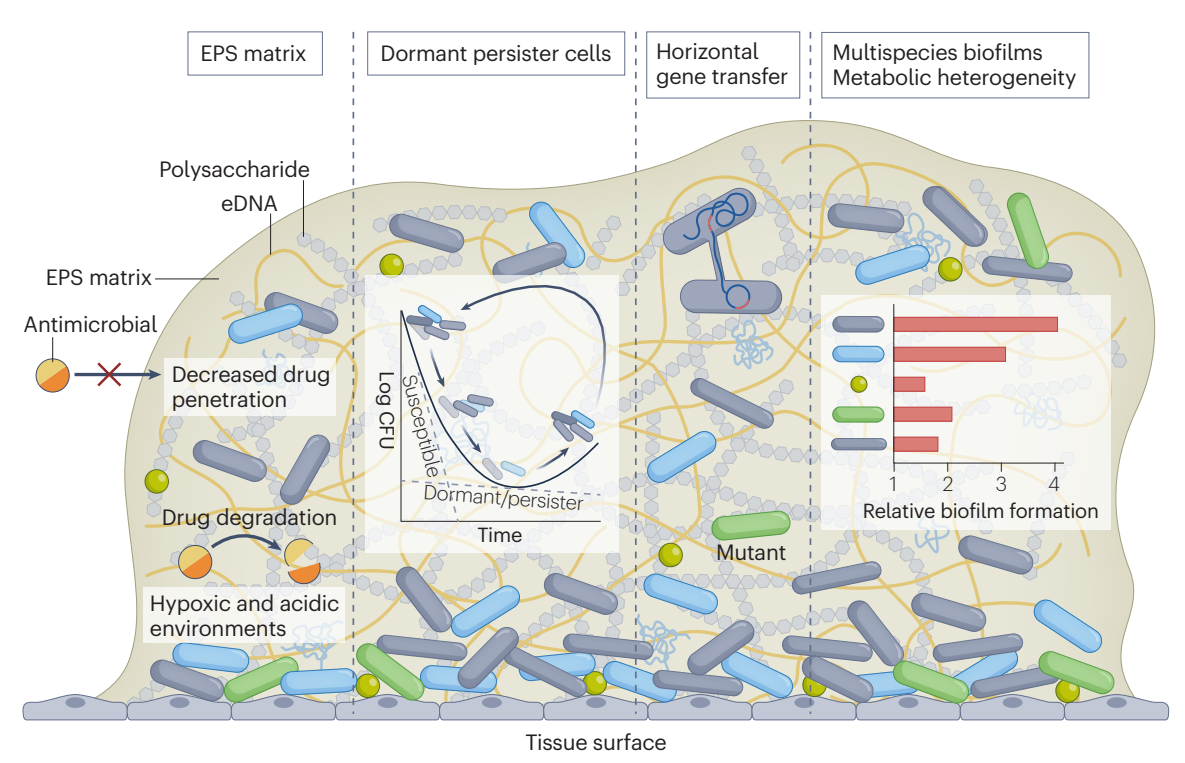 EPS matrix
Dormant persister cells
Horizontal
gene transfer
Multispecies biofilms
Metabolic heterogeneity
Polysaccharide
eDNA
EPS matrix
Antimicrobial
Decreased drug
penetration
Drug degradation
Hypoxic and acidic
environments
Log CFU
Susceptible
Dormant/persister
Time
Mutant
1 2 3 4
Relative biofilm formation
Tissue surface